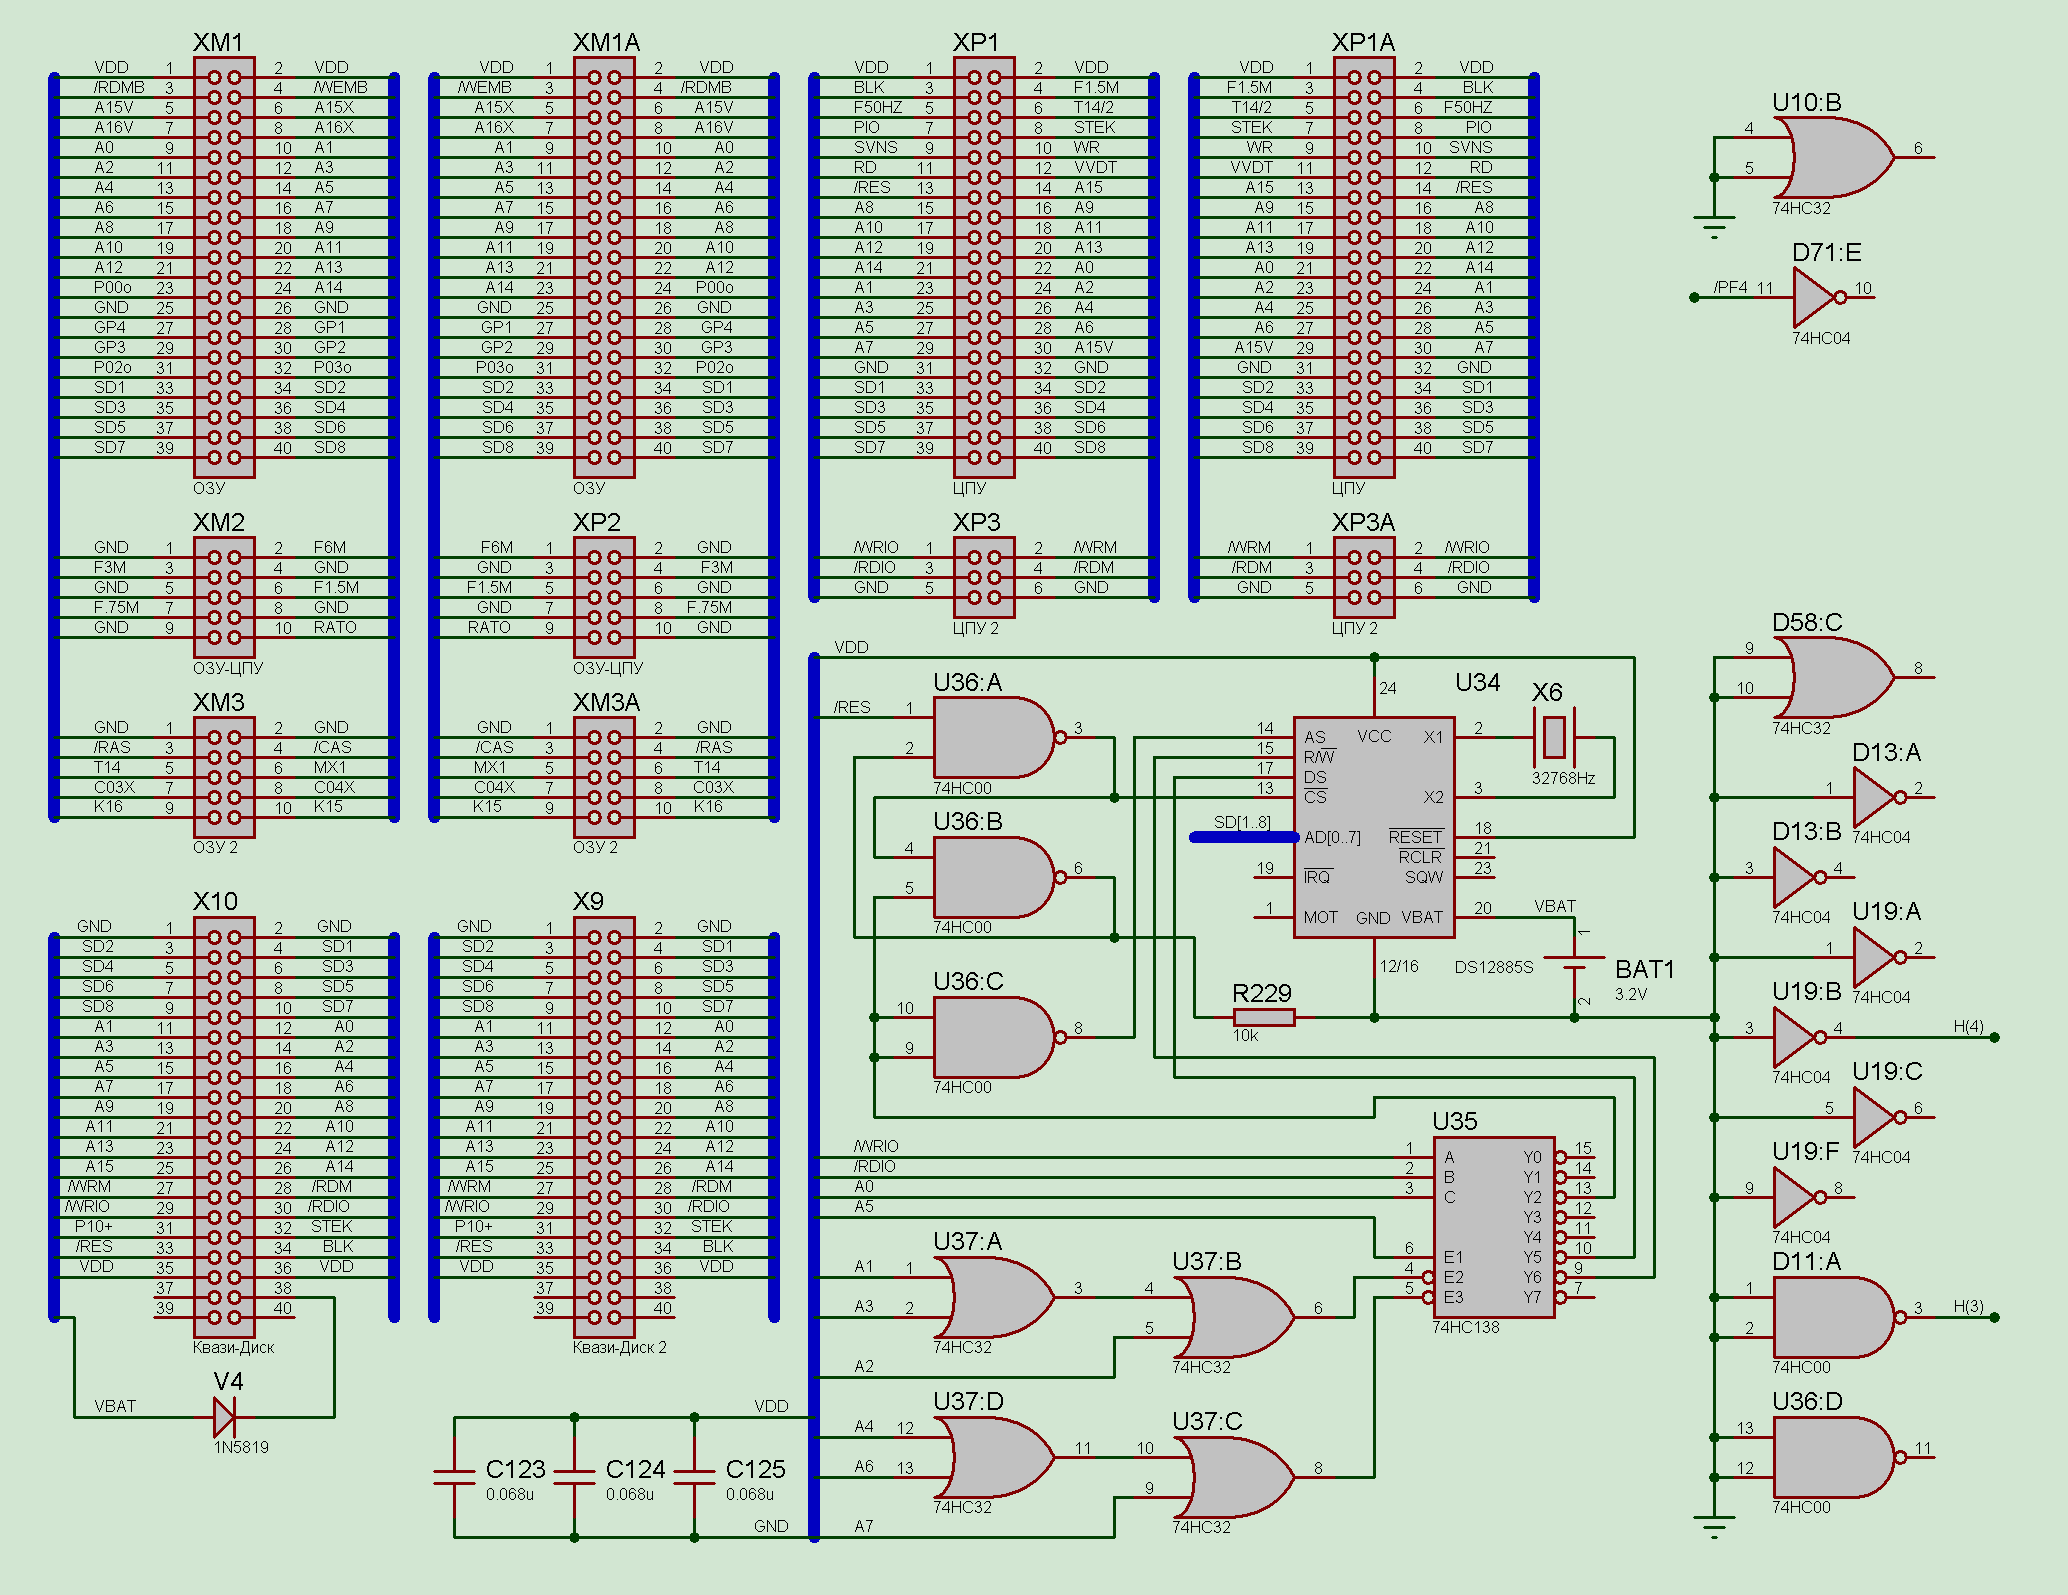 XM1
VDD 1 2 VDD
/RDMB 3 4 /WEMB
A15V 5 6 A15X
A16V 7 8 A16X
A0 9 10 A1
A2 11 12 A3
A4 13 14 A5
A6 15 16 A7
A8 17 18 A9
A10 19 20 A11
A12 21 22 A13
P00o 23 24 A14
GND 25 26 GND
GP4 27 28 GP1
GP3 29 30 GP2
P02o 31 32 P03o
SD1 33 34 SD2
SD3 35 36 SD4
SD5 37 38 SD6
SD7 39 40 SD8
ОЗУ
XM1A
VDD 1 2 VDD
/WEMB 3 4 /RDMB
A15X 5 6 A15V
A16X 7 8 A16V
A1 9 10 A0
A3 11 12 A2
A5 13 14 A4
A7 15 16 A6
A9 17 18 A8
A11 19 20 A10
A13 21 22 A12
A14 23 24 P00o
GND 25 26 GND
GP1 27 28 GP4
GP2 29 30 GP3
P03o 31 32 P02o
SD2 33 34 SD1
SD4 35 36 SD3
SD6 37 38 SD5
SD8 39 40 SD7
ОЗУ
XP1
VDD 1 2 VDD
BLK 3 4 F1.5M
F50HZ 5 6 T14/2
PIO 7 8 STEK
SVNS 9 10 WR
RD 11 12 VVDT
/RES 13 14 A15
A8 15 16 A9
A10 17 18 A11
A12 19 20 A13
A14 21 22 A0
A1 23 24 A2
A3 25 26 A4
A5 27 28 A6
A7 29 30 A15V
GND 31 32 GND
SD1 33 34 SD2
SD3 35 36 SD4
SD5 37 38 SD6
SD7 39 40 SD8
ЦПУ
XP1A
VDD 1 2 VDD
F1.5M 3 4 BLK
T14/2 5 6 F50HZ
STEK 7 8 PIO
WR 9 10 SVNS
VVDT 11 12 RD
A15 13 14 /RES
A9 15 16 A8
A11 17 18 A10
A13 19 20 A12
A0 21 22 A14
A2 23 24 A1
A4 25 26 A3
A6 27 28 A5
A15V 29 30 A7
GND 31 32 GND
SD2 33 34 SD1
SD4 35 36 SD3
SD6 37 38 SD5
SD8 39 40 SD7
ЦПУ
U10:B
4
5
6
74HC32
D71:E
/PF4 11 10
74HC04
XM2
GND 1 2 F6M
F3M 3 4 GND
GND 5 6 F1.5M
F.75M 7 8 GND
GND 9 10 RATO
ОЗУ-ЦПУ
XP2
F6M 1 2 GND
GND 3 4 F3M
F1.5M 5 6 GND
GND 7 8 F.75M
RATO 9 10 GND
ОЗУ-ЦПУ
XP3
/WRIO 1 2 /WRM
/RDIO 3 4 /RDM
GND 5 6 GND
ЦПУ 2
XP3A
/WRM 1 2 /WRIO
/RDM 3 4 /RDIO
GND 5 6 GND
ЦПУ 2
XM3
GND 1 2 GND
/RAS 3 4 /CAS
T14 5 6 MX1
C03X 7 8 C04X
K16 9 10 K15
ОЗУ 2
XM3A
GND 1 2 GND
/CAS 3 4 /RAS
MX1 5 6 T14
C04X 7 8 C03X
K15 9 10 K16
ОЗУ 2
X10
GND 1 2 GND
SD2 3 4 SD1
SD4 5 6 SD3
SD6 7 8 SD5
SD8 9 10 SD7
A1 11 12 A0
A3 13 14 A2
A5 15 16 A4
A7 17 18 A6
A9 19 20 A8
A11 21 22 A10
A13 23 24 A12
A15 25 26 A14
/WRM 27 28 /RDM
/WRIO 29 30 /RDIO
P10+ 31 32 STEK
/RES 33 34 BLK
VDD 35 36 VDD
37 38
39 40
Квази-Диск
X9
GND 1 2 GND
SD2 3 4 SD1
SD4 5 6 SD3
SD6 7 8 SD5
SD8 9 10 SD7
A1 11 12 A0
A3 13 14 A2
A5 15 16 A4
A7 17 18 A6
A9 19 20 A8
A11 21 22 A10
A13 23 24 A12
A15 25 26 A14
/WRM 27 28 /RDM
/WRIO 29 30 /RDIO
P10+ 31 32 STEK
/RES 33 34 BLK
VDD 35 36 VDD
37 38
39 40
Квази-Диск 2
V4
VBAT
1N5819
VDD
C123
0.068u
C124
0.068u
C125
0.068u
GND
VDD
U36:A
/RES 1
2
3
74HC00
U36:B
4
5
6
74HC00
U36:C
10
9
8
74HC00
U34
24
14 AS VCC X1 2
15 R/W
17 DS
13 CS X2 3
SD[1..8] AD[0..7] RESET 18
RCLR 21
19 IRQ SQW 23
1 MOT GND VBAT 20
12/16
DS12885S
X6
32768Hz
VBAT
1
BAT1
3.2V
2
R229
10k
U35
/WRIO 1 A Y0 15
/RDIO 2 B Y1 14
A0 3 C Y2 13
A5 Y3 12
Y4 11
6 E1 Y5 10
4 E2 Y6 9
5 E3 Y7 7
74HC138
U37:A
A1 1
A3 2
3
74HC32
U37:B
4
5
6
74HC32
A2
U37:D
A4 12
A6 13
11
74HC32
U37:C
10
9
8
74HC32
A7
D58:C
9
10
8
74HC32
D13:A
1 2
74HC04
D13:B
3 4
74HC04
U19:A
1 2
74HC04
U19:B
3 4 H(4)
74HC04
U19:C
5 6
74HC04
U19:F
9 8
74HC04
D11:A
1
2
3 H(3)
74HC00
U36:D
13
12
11
74HC00